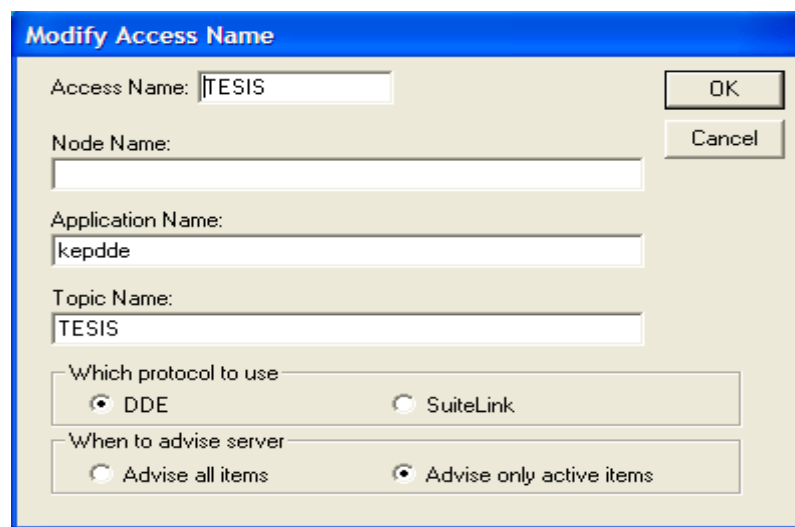 Modify Access Name
Access Name: TESIS
OK
Node Name:
Cancel
Application Name:
kepdde
Topic Name:
TESIS
Which protocol to use
DDE SuiteLink
When to advise server
Advise all items Advise only active items